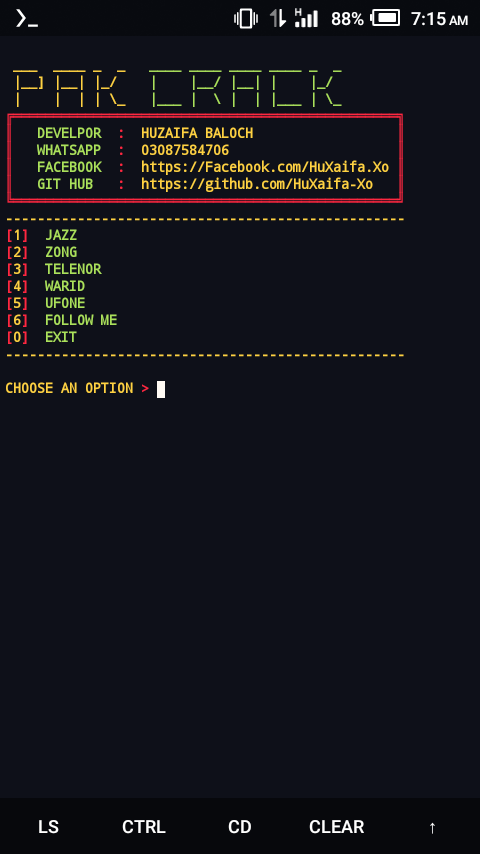 88% 7:15 AM
PAK CRACK
DEVELPOR : HUZAIFA BALOCH
WHATSAPP : 03087584706
FACEBOOK : https://Facebook.com/HuXaifa.Xo
GIT HUB : https://github.com/HuXaifa-Xo
[1] JAZZ
[2] ZONG
[3] TELENOR
[4] WARID
[5] UFONE
[6] FOLLOW ME
[0] EXIT
CHOOSE AN OPTION >
LS CTRL CD CLEAR ↑